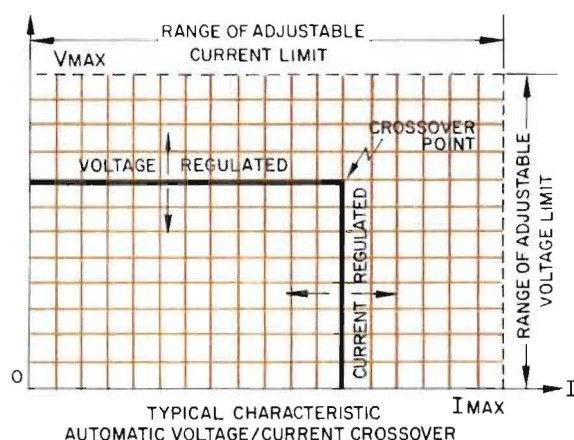 RANGE OF ADJUSTABLE
CURRENT LIMIT
VMAX
CROSSOVER
POINT
VOLTAGE REGULATED
CURRENT REGULATED
RANGE OF ADJUSTABLE
VOLTAGE LIMIT
O
I
IMAX
TYPICAL CHARACTERISTIC
AUTOMATIC VOLTAGE/CURRENT CROSSOVER